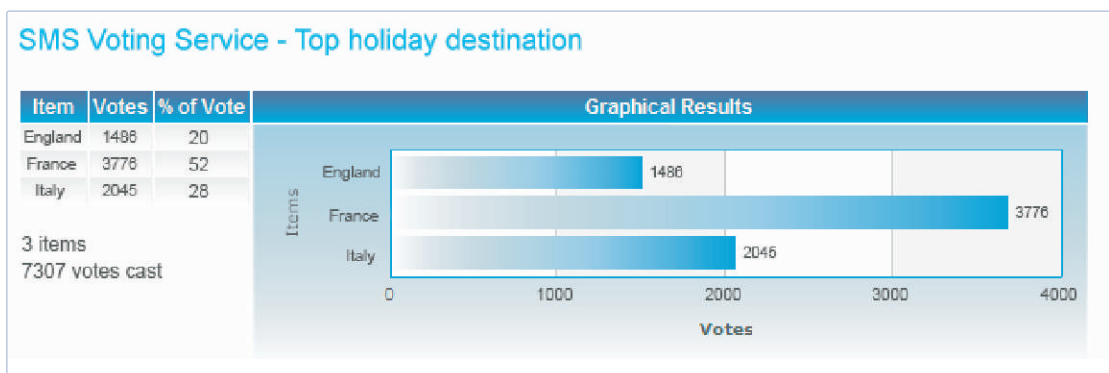 SMS Voting Service - Top holiday destination
Item Votes % of Vote
England 1486 20
France 3776 52
Italy 2045 28
3 items
7307 votes cast
Graphical Results
Items
England 1486
France 3776
Italy 2045
0 1000 2000 3000 4000
Votes